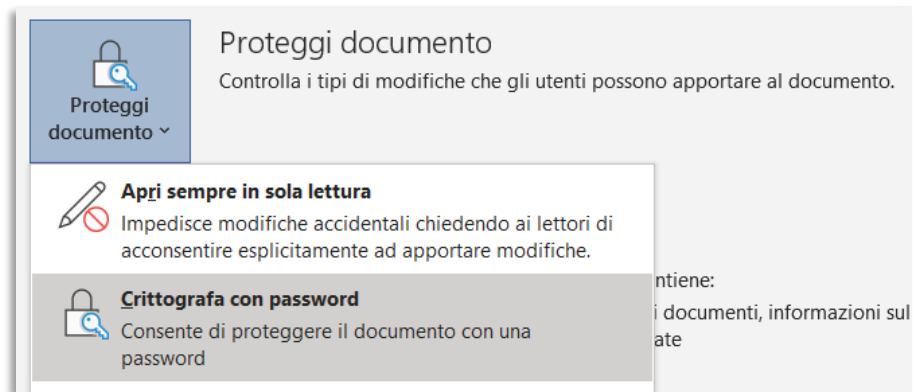 Proteggi documento
Controlla i tipi di modifiche che gli utenti possono apportare al documento.
Proteggi
documento
Apri sempre in sola lettura
Impedisce modifiche accidentali chiedendo ai lettori di
acconsentire esplicitamente ad apportare modifiche.
ntiene:
Crittografa con password
i documenti, informazioni sul
Consente di proteggere il documento con una
ate
password